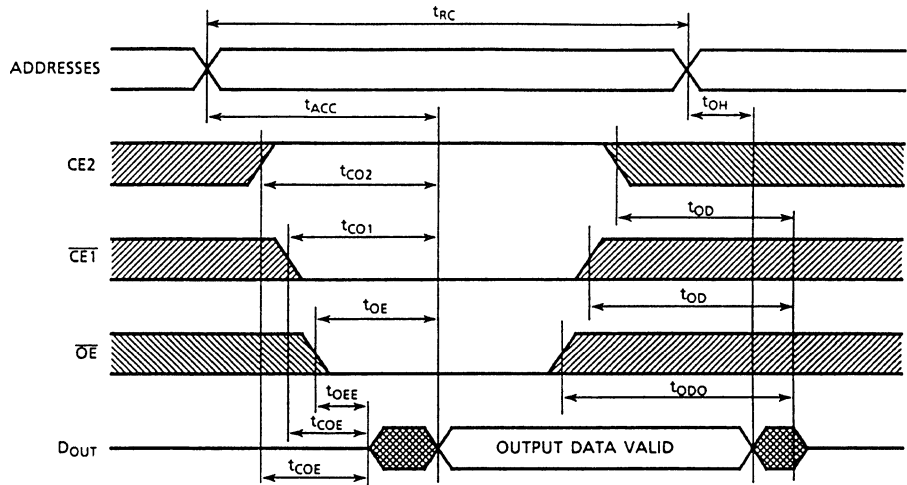 tRC
ADDRESSES
tACC
tOH
CE2
tCO2
tOD
CE1
tCO1
tOD
tOE
OE
tOEE
tODO
tCOE
DOUT
OUTPUT DATA VALID
tCOE